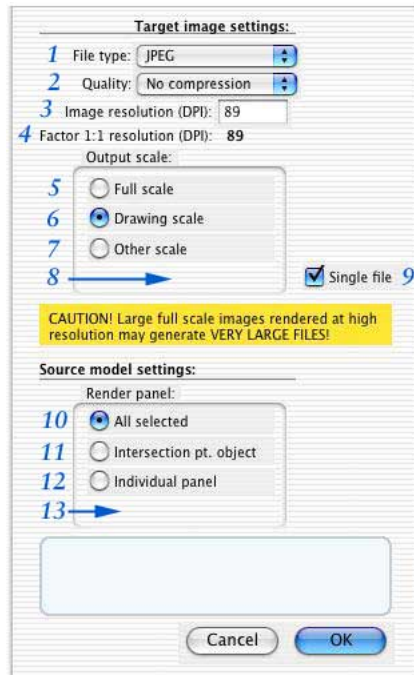 Target image settings:
1 File type: JPEG
2 Quality: No compression
3 Image resolution (DPI): 89
4 Factor 1:1 resolution (DPI): 89
Output scale:
5 Full scale
6 Drawing scale
7 Other scale
8 Single file 9
CAUTION! Large full scale images rendered at high
resolution may generate VERY LARGE FILES!
Source model settings:
Render panel:
10 All selected
11 Intersection pt. object
12 Individual panel
13
Cancel OK